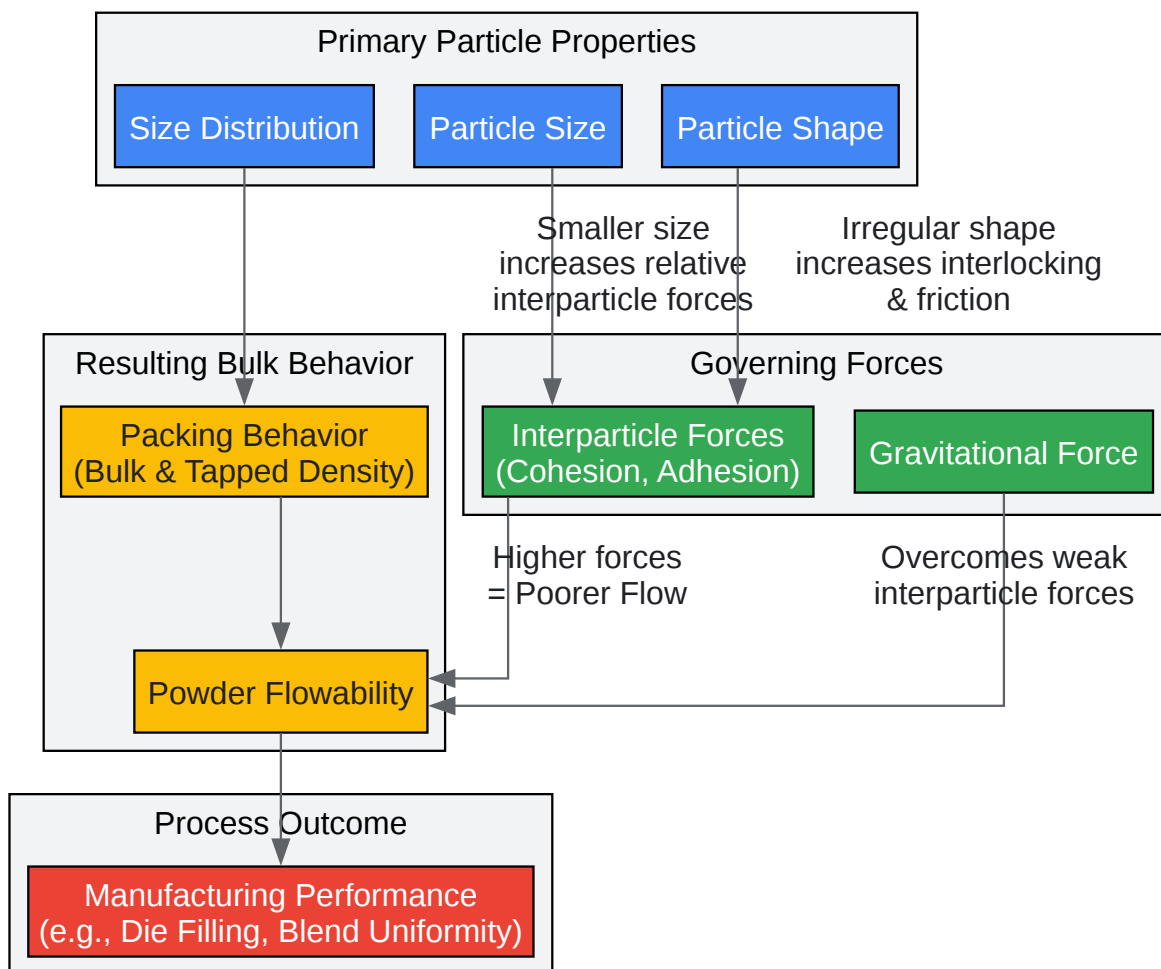 Primary Particle Properties
Size Distribution
Particle Size
Particle Shape
Smaller size
increases relative
interparticle forces
Irregular shape
increases interlocking
& friction
Resulting Bulk Behavior
Governing Forces
Packing Behavior
(Bulk & Tapped Density)
Interparticle Forces
(Cohesion, Adhesion)
Gravitational Force
Higher forces
= Poorer Flow
Overcomes weak
interparticle forces
Powder Flowability
Process Outcome
Manufacturing Performance
(e.g., Die Filling, Blend Uniformity)